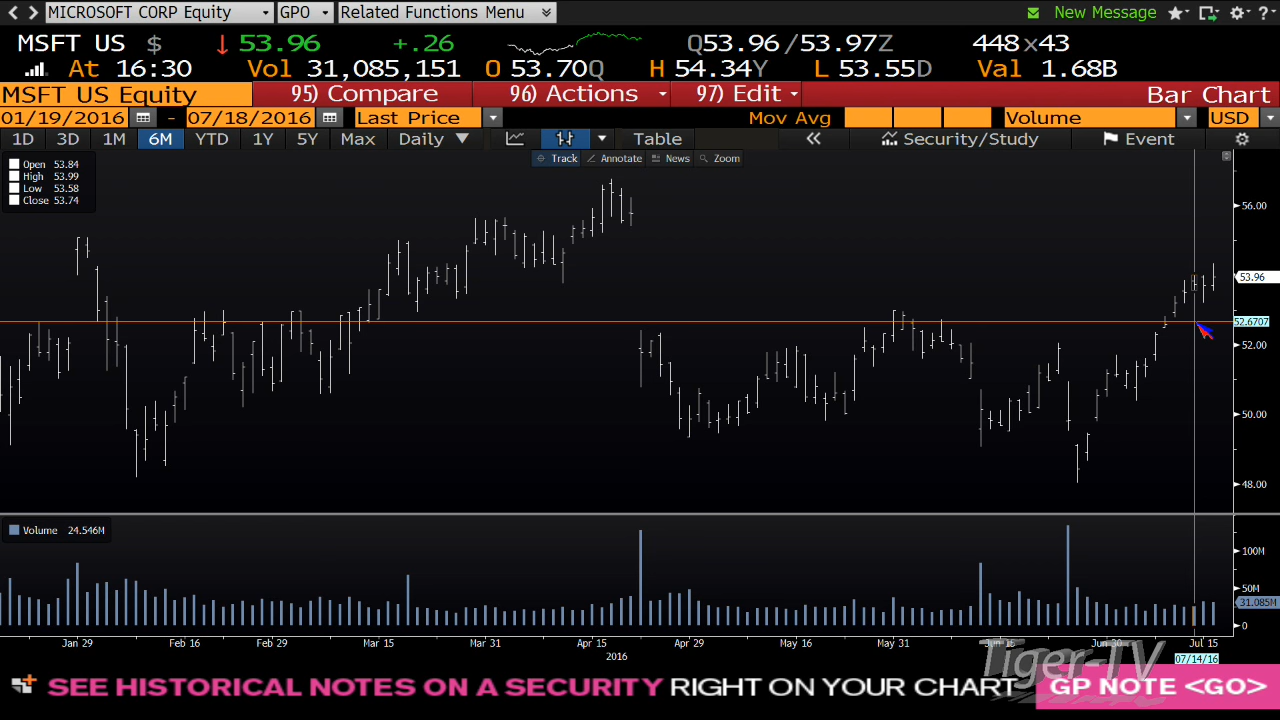 MICROSOFT CORP Equity GPO Related Functions Menu New Message ?
MSFT US $ 53.96 +.26 Q53.96 /53.97Z 448x43
At 16:30 Vol 31,085,151 O 53.70Q H 54.34Y L 53.55D Val 1.68B
MSFT US Equity 95) Compare 96) Actions 97) Edit Bar Chart
01/19/2016 - 07/18/2016 Last Price Mov Avg Volume USD
1D 3D 1M 6M YTD 1Y 5Y Max Daily Table Security/Study Event
Track Annotate News Zoom
Open 53.84
High 53.99
Low 53.58
Close 53.74
56.00
53.96
52.6707
52.00
50.00
48.00
Volume 24.546M
100M
50M
31.085M
0
Jan 29 Feb 16 Feb 29 Mar 15 Mar 31 Apr 15 Apr 29 May 16 May 31 Jun 15 Jun 30 Jul 15
2016 07/14/16
Tiger-TV
SEE HISTORICAL NOTES ON A SECURITY RIGHT ON YOUR CHART GP NOTE <GO>